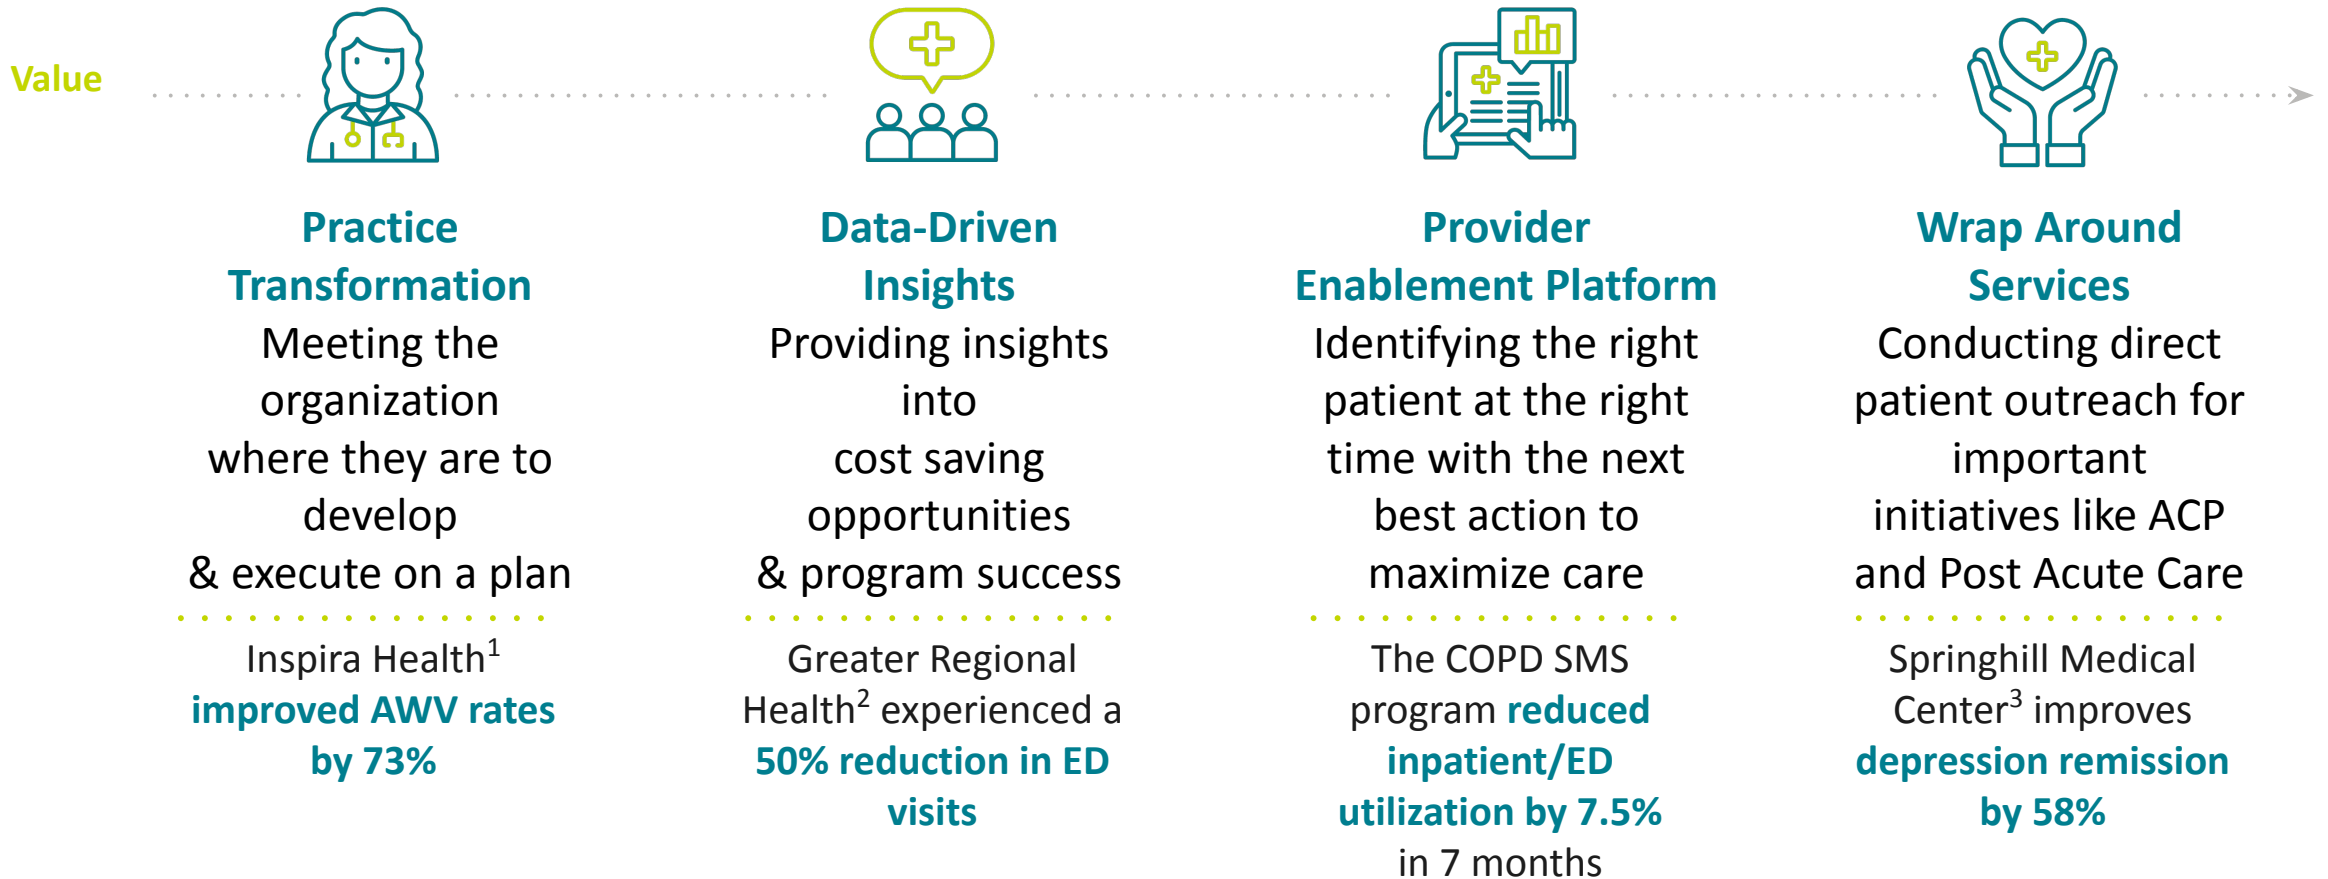 Value
Practice
Transformation
Meeting the
organization
where they are to
develop
& execute on a plan
Inspira Health1
improved AWV rates
by 73%
Data-Driven
Insights
Providing insights
into
cost saving
opportunities
& program success
Greater Regional
Health2 experienced a
50% reduction in ED
visits
Provider
Enablement Platform
Identifying the right
patient at the right
time with the next
best action to
maximize care
The COPD SMS
program reduced
inpatient/ED
utilization by 7.5%
in 7 months
Wrap Around
Services
Conducting direct
patient outreach for
important
initiatives like ACP
and Post Acute Care
Springhill Medical
Center3 improves
depression remission
by 58%